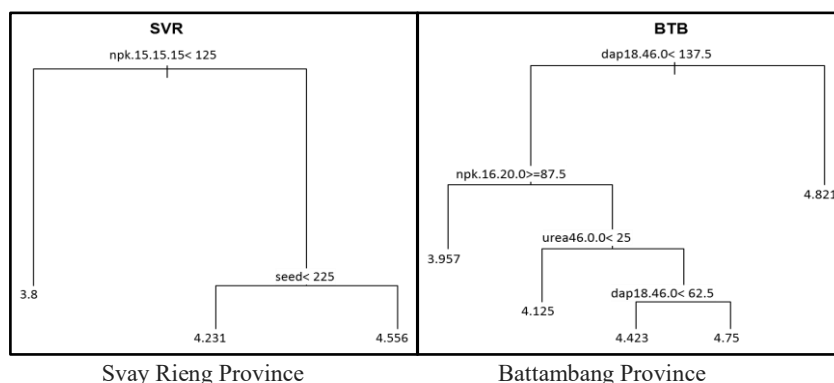 SVR
npk.15.15.15< 125
3.8
seed< 225
4.231
4.556
BTB
dap18.46.0< 137.5
npk.16.20.0>=87.5
4.821
3.957
urea46.0.0< 25
4.125
dap18.46.0< 62.5
4.423
4.75
Svay Rieng Province
Battambang Province